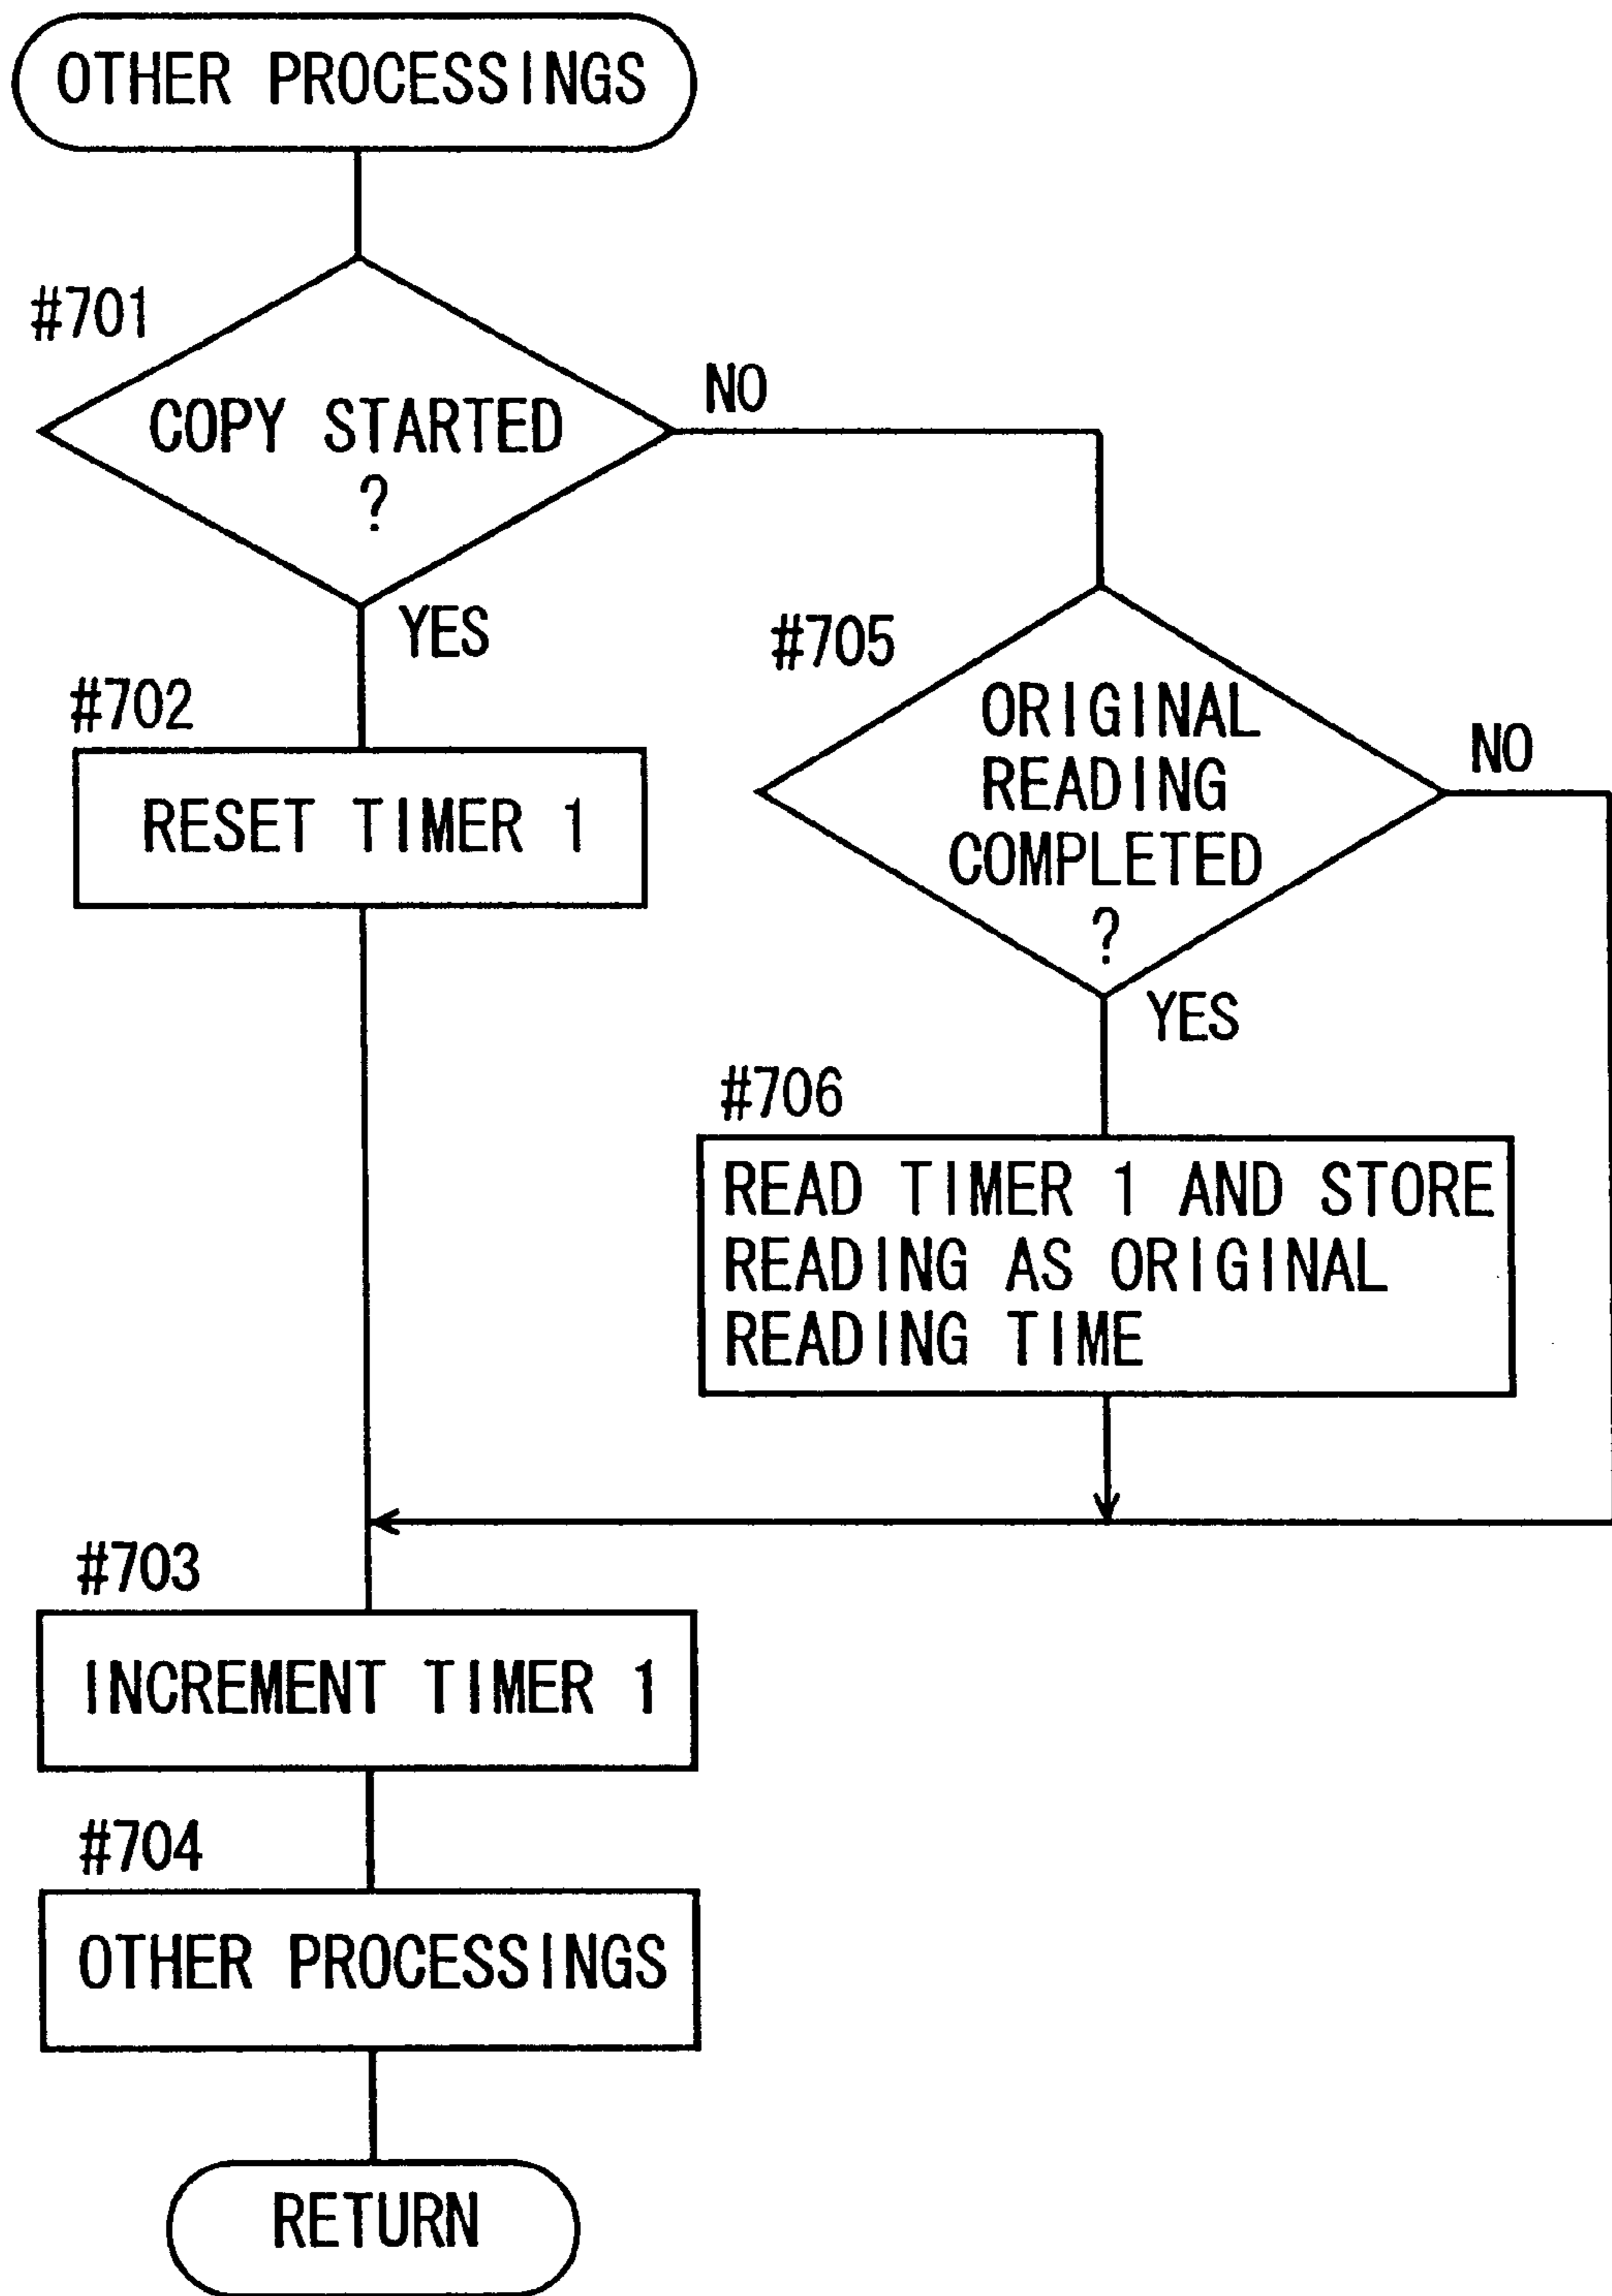 OTHER PROCESSINGS
#701
COPY STARTED
?
NO
YES
#702
RESET TIMER 1
#705
ORIGINAL
READING
COMPLETED
?
NO
YES
#706
READ TIMER 1 AND STORE
READING AS ORIGINAL
READING TIME
#703
INCREMENT TIMER 1
#704
OTHER PROCESSINGS
RETURN